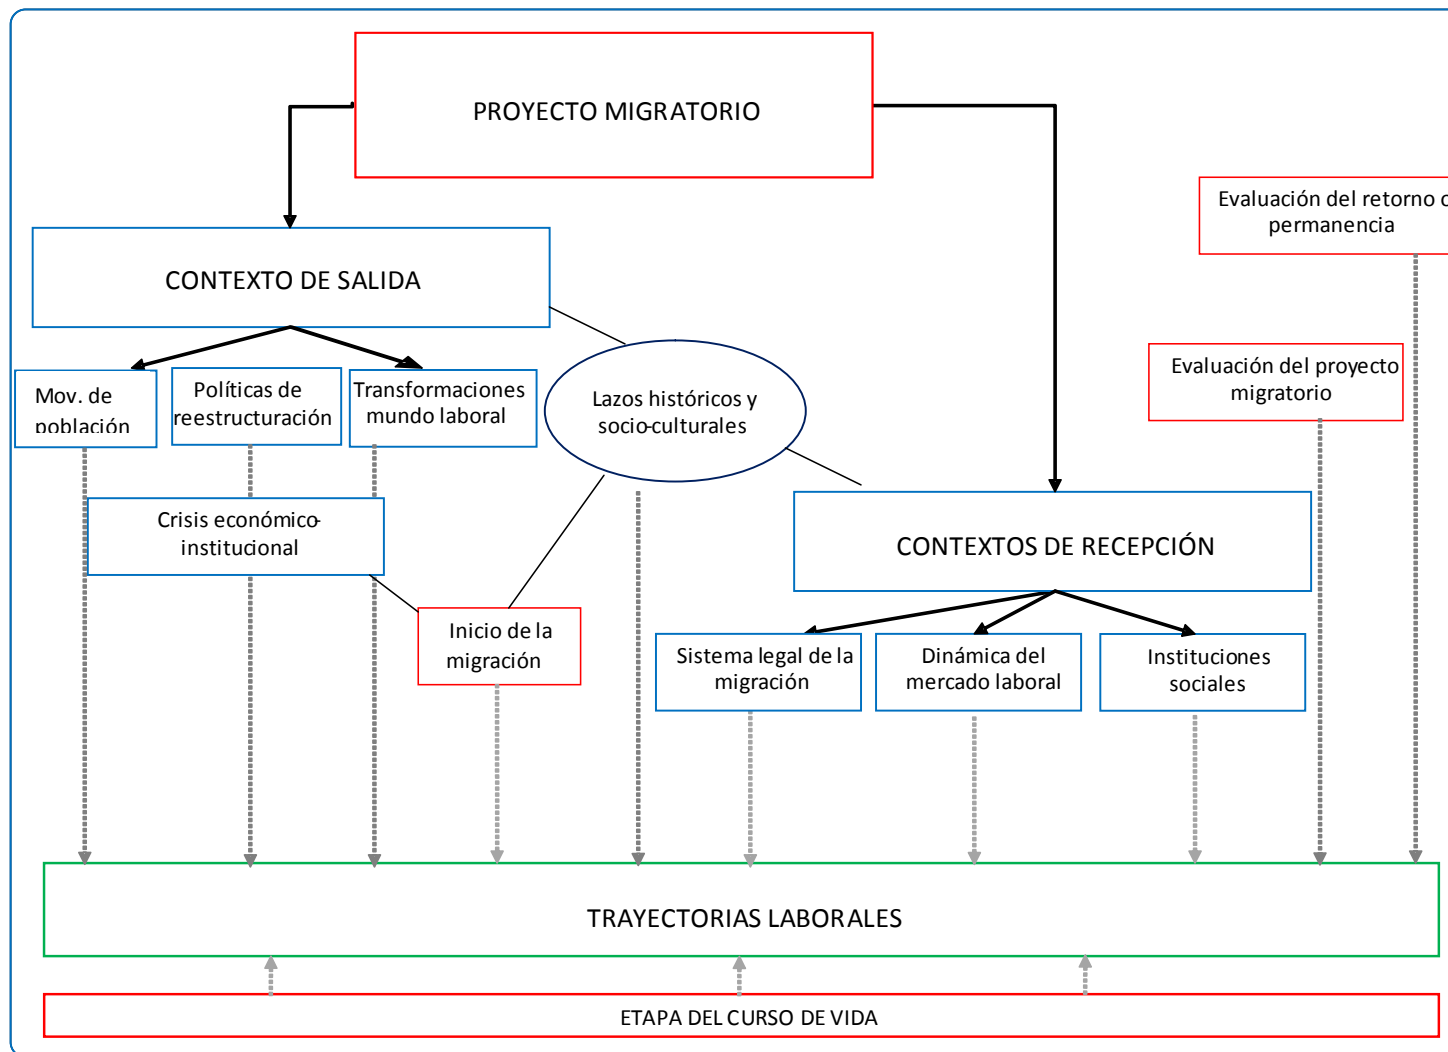 PROYECTO MIGRATORIO
Evaluación del retorno o
permanencia
CONTEXTO DE SALIDA
Evaluación del proyecto
migratorio
Mov. de
población
Políticas de
reestructuración
Transformaciones
mundo laboral
Lazos históricos y
socio-culturales
Crisis económico-
institucional
CONTEXTOS DE RECEPCIÓN
Inicio de la
migración
Sistema legal de la
migración
Dinámica del
mercado laboral
Instituciones
sociales
TRAYECTORIAS LABORALES
ETAPA DEL CURSO DE VIDA